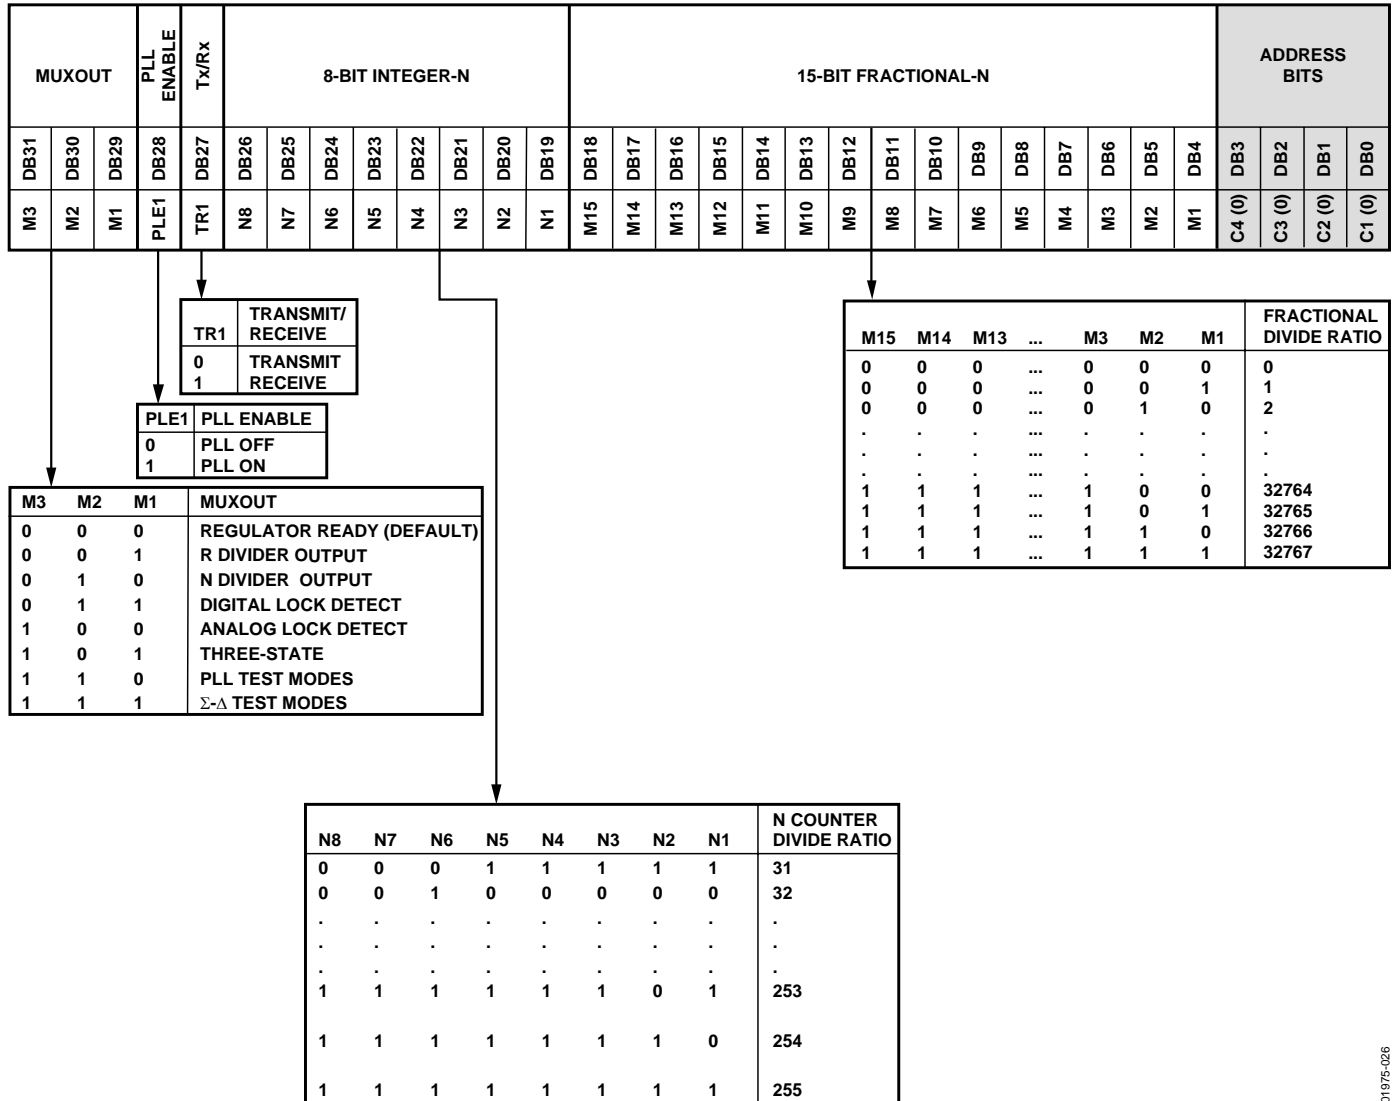 MUXOUT PLL ENABLE Tx/Rx 8-BIT INTEGER-N 15-BIT FRACTIONAL-N ADDRESS BITS
DB31 DB30 DB29 DB28 DB27 DB26 DB25 DB24 DB23 DB22 DB21 DB20 DB19 DB18 DB17 DB16 DB15 DB14 DB13 DB12 DB11 DB10 DB9 DB8 DB7 DB6 DB5 DB4 DB3 DB2 DB1 DB0
M3 M2 M1 PLE1 TR1 N8 N7 N6 N5 N4 N3 N2 N1 M15 M14 M13 M12 M11 M10 M9 M8 M7 M6 M5 M4 M3 M2 M1 C4 (0) C3 (0) C2 (0) C1 (0)
TR1 TRANSMIT/ RECEIVE
0 TRANSMIT
1 RECEIVE
PLE1 PLL ENABLE
0 PLL OFF
1 PLL ON
M3 M2 M1 MUXOUT
0 0 0 REGULATOR READY (DEFAULT)
0 0 1 R DIVIDER OUTPUT
0 1 0 N DIVIDER OUTPUT
0 1 1 DIGITAL LOCK DETECT
1 0 0 ANALOG LOCK DETECT
1 0 1 THREE-STATE
1 1 0 PLL TEST MODES
1 1 1 Σ-Δ TEST MODES
M15 M14 M13 ... M3 M2 M1 FRACTIONAL DIVIDE RATIO
0 0 0 ... 0 0 0 0
0 0 0 ... 0 0 1 1
0 0 0 ... 0 1 0 2
. . . ... . . . .
. . . ... . . . .
. . . ... . . . .
1 1 1 ... 1 0 0 32764
1 1 1 ... 1 0 1 32765
1 1 1 ... 1 1 0 32766
1 1 1 ... 1 1 1 32767
N8 N7 N6 N5 N4 N3 N2 N1 N COUNTER DIVIDE RATIO
0 0 0 1 1 1 1 1 31
0 0 1 0 0 0 0 0 32
. . . . . . . . .
. . . . . . . . .
. . . . . . . . .
1 1 1 1 1 1 0 1 253
1 1 1 1 1 1 1 0 254
1 1 1 1 1 1 1 1 255
01975-026